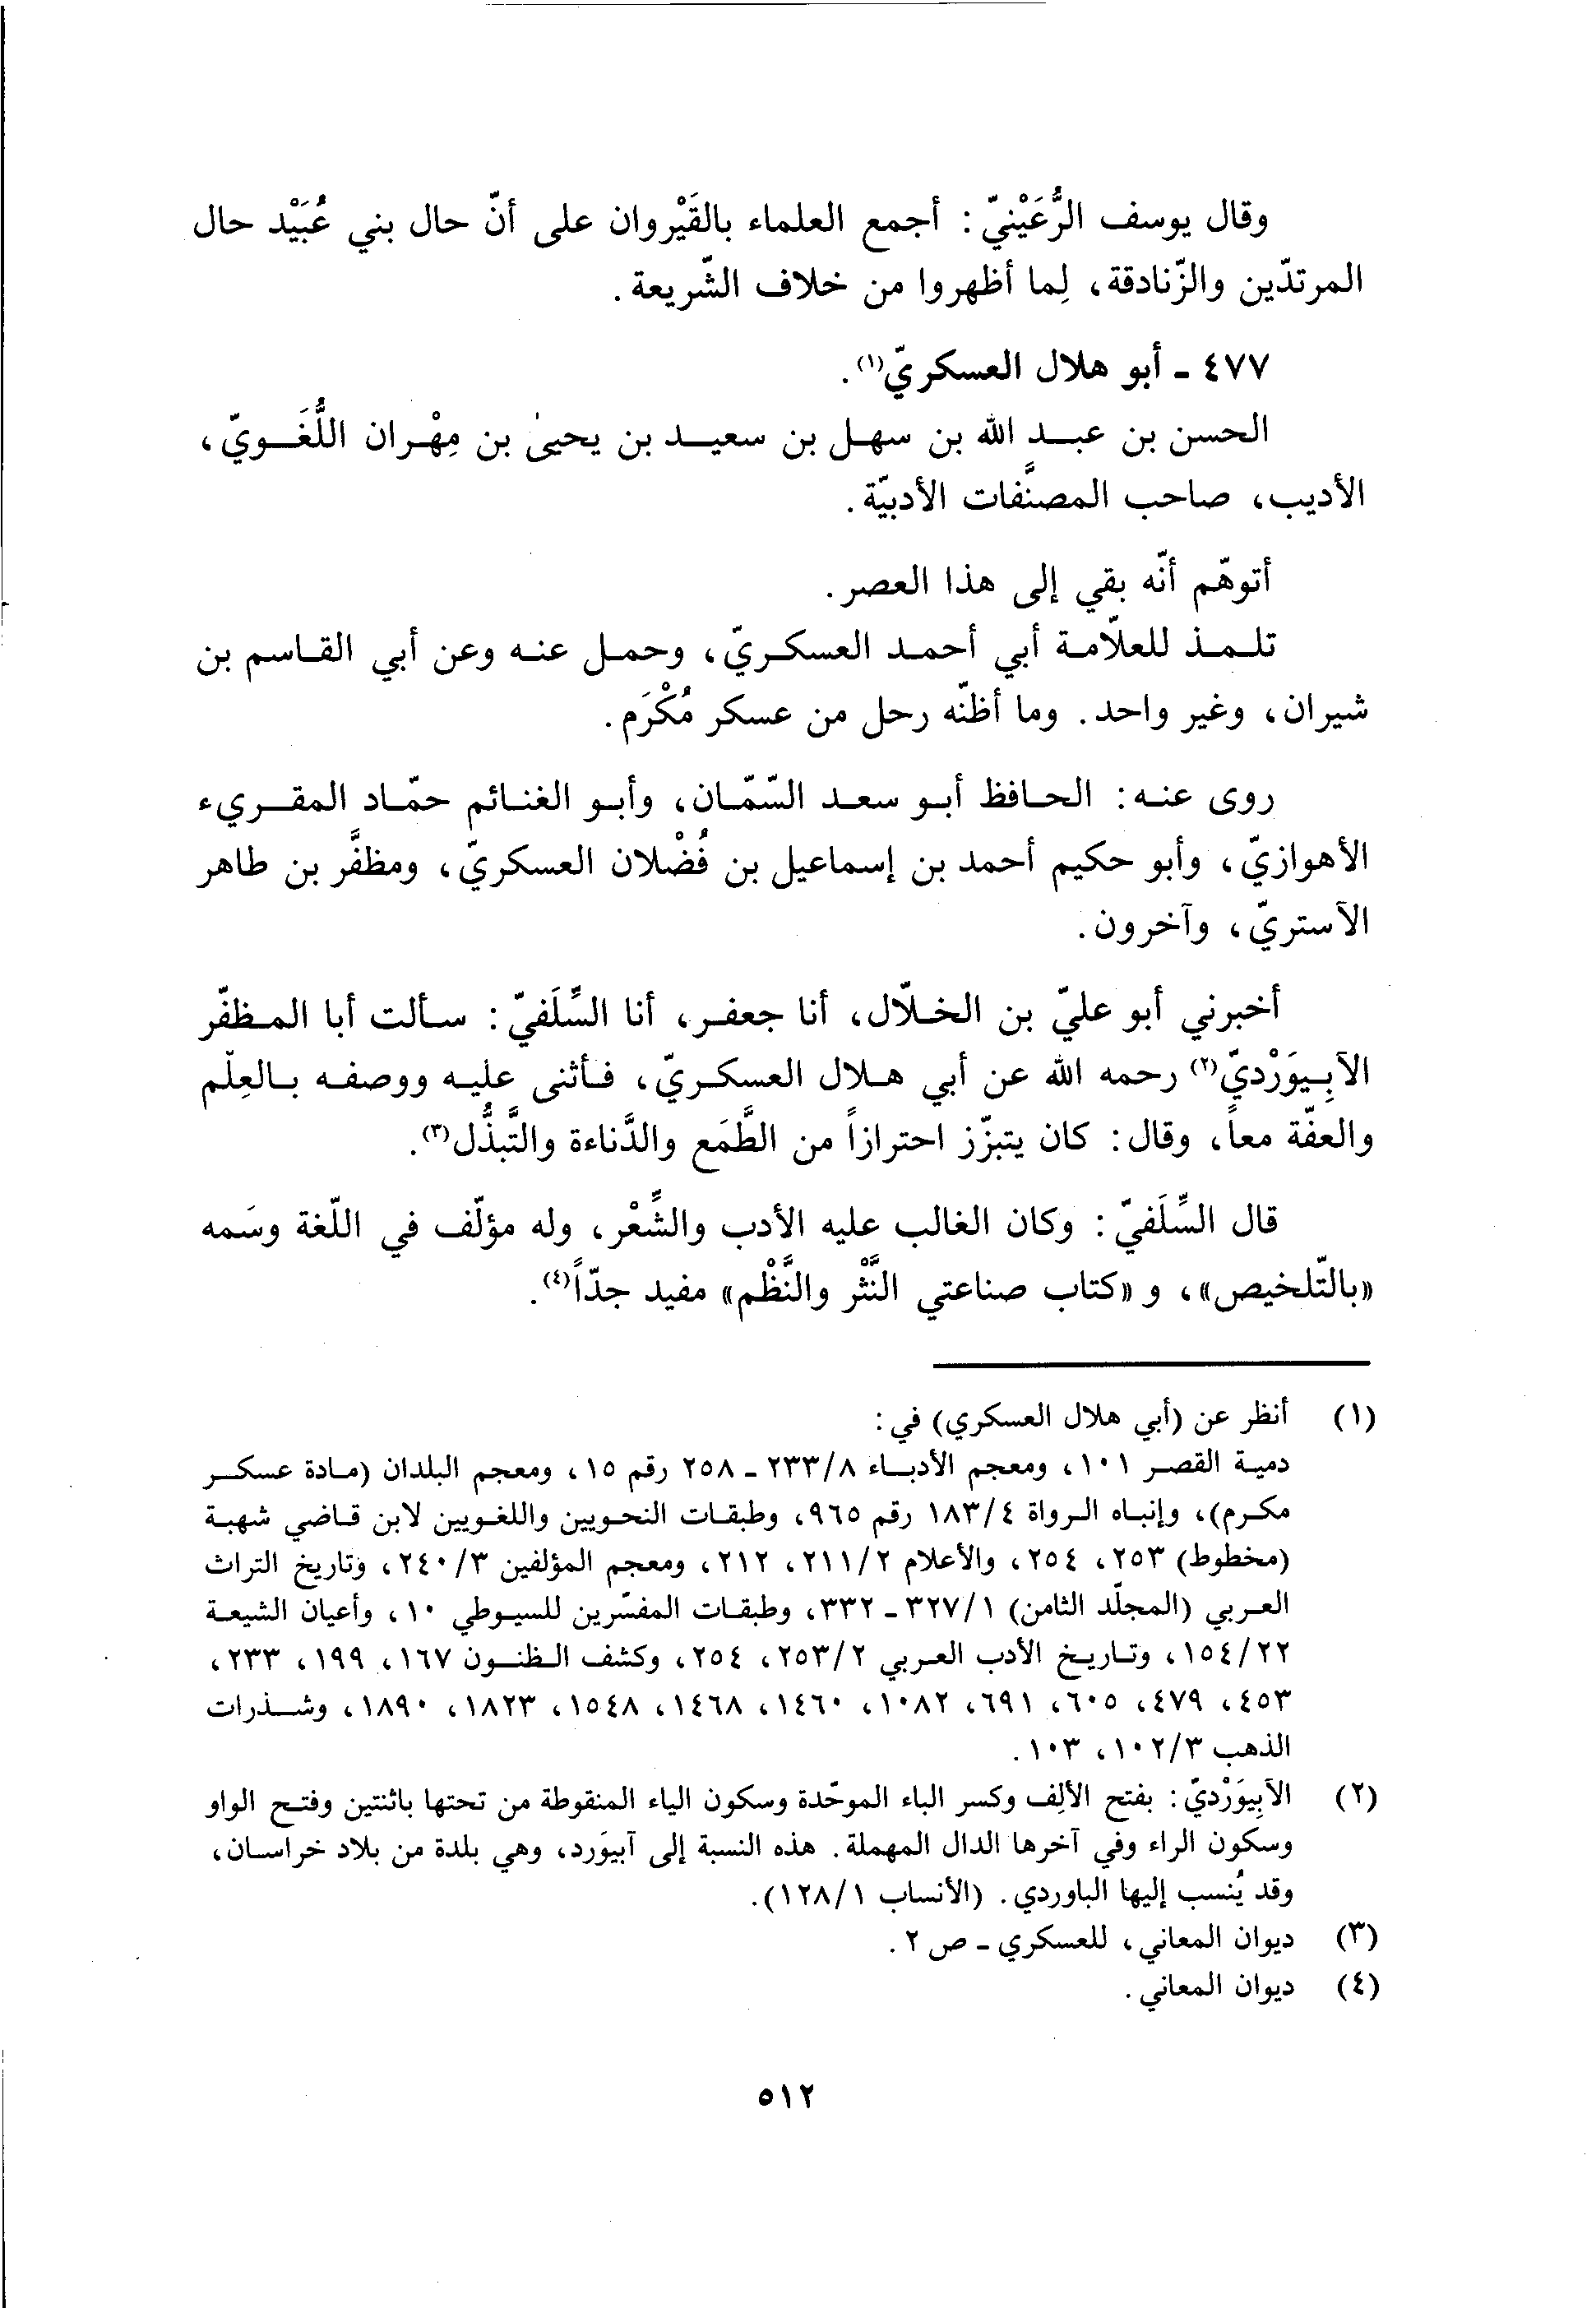 وقال يوسف الرُّعَيْنيّ: أجمع العلماء بالقَيْروان على أنّ حال بني عُبَيْد حال
المرتدّين والزّنادقة، لِما أظهروا من خلاف الشّريعة.
٤٧٧ ـ أبو هلال العسكريّ(١).
الحسن بن عبد الله بن سهل بن سعيد بن يحيىٰ بن مِهْران اللُّغَويّ،
الأديب، صاحب المصنَّفات الأدبيّة.
أتوهّم أنّه بقي إلى هذا العصر.
تلمذ للعلاّمة أبي أحمد العسكريّ، وحمل عنه وعن أبي القاسم بن
شيران، وغير واحد. وما أظنّه رحل من عسكر مُكْرَم.
روى عنه: الحافظ أبو سعد السّمّان، وأبو الغنائم حمّاد المقريء
الأهوازيّ، وأبو حكيم أحمد بن إسماعيل بن فُضْلان العسكريّ، ومظفَّر بن طاهر
الآستريّ، وآخرون.
أخبرني أبو عليّ بن الخلّال، أنا جعفر، أنا السِّلَفيّ: سألت أبا المظفّر
الآبِيوَرْديّ(٢) رحمه الله عن أبي هلال العسكريّ، فأثنى عليه ووصفه بالعِلْم
والعفّة معاً، وقال: كان يتبزّز احترازاً من الطَّمَع والدَّناءة والتَّبذُّل(٣).
قال السِّلَفيّ: وكان الغالب عليه الأدب والشِّعْر، وله مؤلّف في اللّغة وسَمه
«بالتّلخيص»، و «كتاب صناعتي النَّثْر والنَّظْم» مفيد جدّاً(٤).
(١) أنظر عن (أبي هلال العسكري) في:
دمية القصر ١٠١، ومعجم الأدباء ٢٣٣/٨ ـ ٢٥٨ رقم ١٥، ومعجم البلدان (مادة عسكر
مكرم)، وإنباه الرواة ١٨٣/٤ رقم ٩٦٥، وطبقات النحويين واللغويين لابن قاضي شهبة
(مخطوط) ٢٥٣، ٢٥٤، والأعلام ٢١١/٢، ٢١٢، ومعجم المؤلفين ٢٤٠/٣، وتاريخ التراث
العربي (المجلّد الثامن) ٣٢٧/١ ـ ٣٣٢، وطبقات المفسّرين للسيوطي ١٠، وأعيان الشيعة
١٥٤/٢٢، وتاريخ الأدب العربي ٢٥٣/٢، ٢٥٤، وكشف الظنون ١٦٧، ١٩٩، ٢٣٣،
٤٥٣، ٤٧٩، ٦٠٥، ٦٩١، ١٠٨٢، ١٤٦٠، ١٤٦٨، ١٥٤٨، ١٨٢٣، ١٨٩٠، وشذرات
الذهب ١٠٢/٣، ١٠٣.
(٢) الآبِيوَرْديّ: بفتح الألِف وكسر الباء الموحّدة وسكون الياء المنقوطة من تحتها باثنتين وفتح الواو
وسكون الراء وفي آخرها الدال المهملة. هذه النسبة إلى آبيوَرد، وهي بلدة من بلاد خراسان،
وقد يُنسب إليها الباوردي. (الأنساب ١٢٨/١).
(٣) ديوان المعاني، للعسكري ـ ص ٢.
(٤) ديوان المعاني.
٥١٢